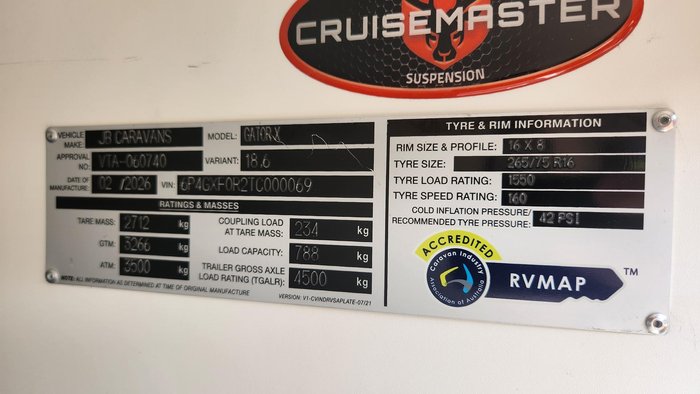 CRUISEMASTER
SUSPENSION
VEHICLE MAKE: JB CARAVANS MODEL: GATOR-X
APPROVAL NO: VTA-060740 VARIANT: 18.6
DATE OF MANUFACTURE: 02 / 2026 VIN: 6P4GXF0R2TC000069
RATINGS & MASSES
TARE MASS: 2712 kg COUPLING LOAD AT TARE MASS: 234 kg
GTM: 3266 kg LOAD CAPACITY: 788 kg
ATM: 3500 kg TRAILER GROSS AXLE LOAD RATING (TGALR): 4500 kg
NOTE: ALL INFORMATION AS DETERMINED AT TIME OF ORIGINAL MANUFACTURE
VERSION: V1-CVINDRVSAPLATE-07/21
TYRE & RIM INFORMATION
RIM SIZE & PROFILE: 16 X 8
TYRE SIZE: 265/75 R16
TYRE LOAD RATING: 1550
TYRE SPEED RATING: 160
COLD INFLATION PRESSURE/ RECOMMENDED TYRE PRESSURE: 42 PSI
ACCREDITED
Caravan Industry
Association of Australia
RVMAP ™